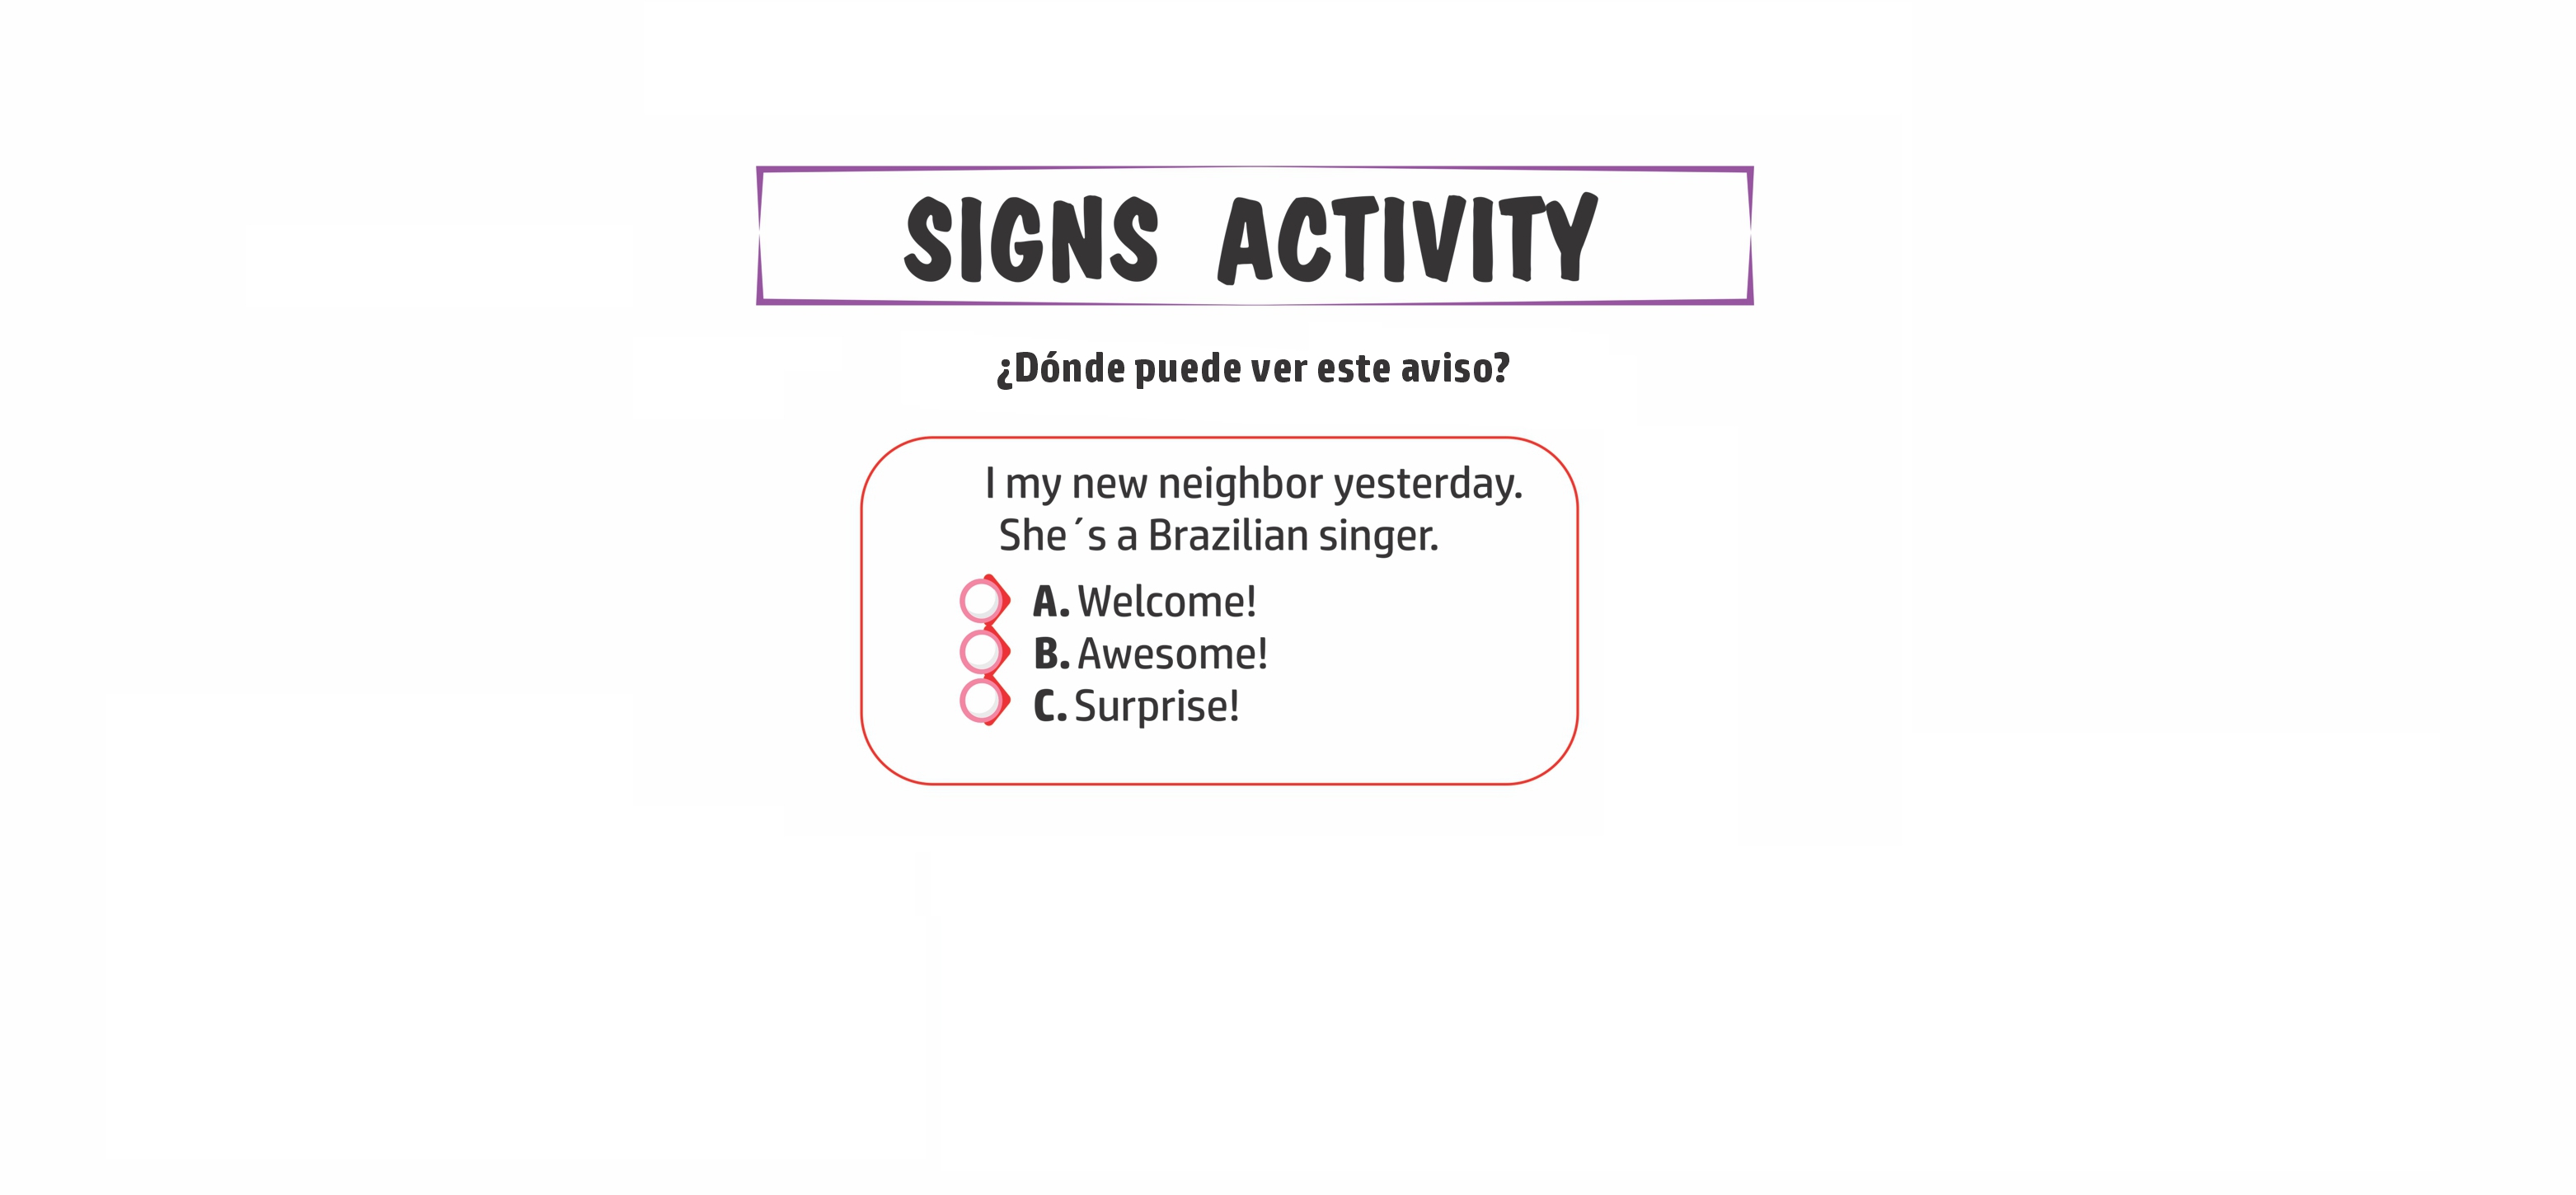 SIGNS ACTIVITY
¿Dónde puede ver este aviso?
I my new neighbor yesterday.
She´s a Brazilian singer.
A. Welcome!
B. Awesome!
C. Surprise!